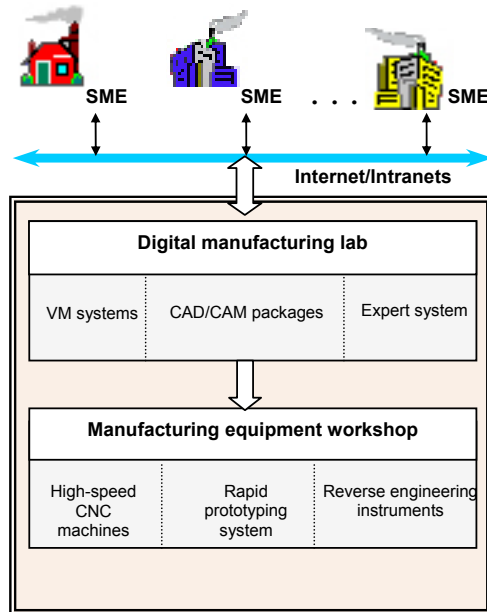 SME
SME
. . .
SME
Internet/Intranets
Digital manufacturing lab
VM systems
CAD/CAM packages
Expert system
Manufacturing equipment workshop
High-speed
CNC
machines
Rapid
prototyping
system
Reverse engineering
instruments